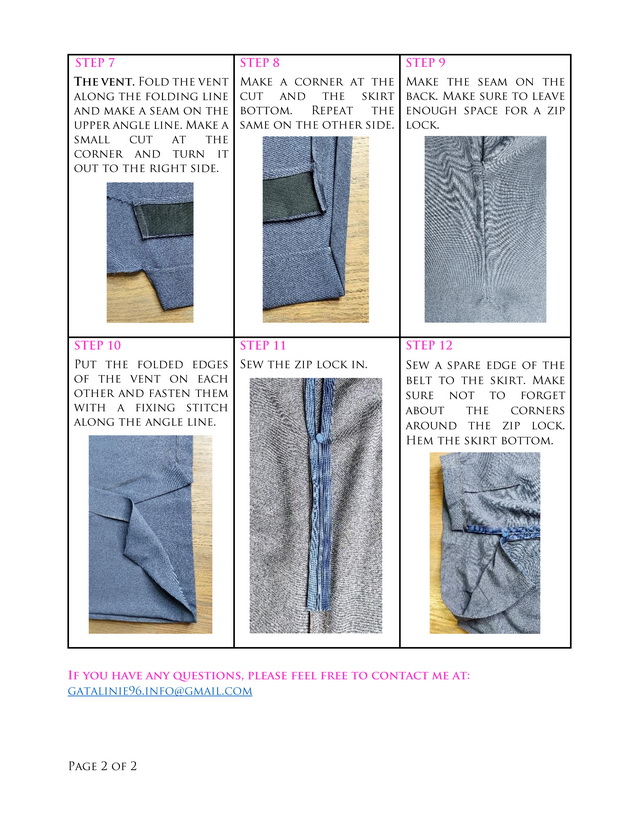 STEP 7
THE VENT. FOLD THE VENT
ALONG THE FOLDING LINE
AND MAKE A SEAM ON THE
UPPER ANGLE LINE. MAKE A
SMALL CUT AT THE
CORNER AND TURN IT
OUT TO THE RIGHT SIDE.
STEP 8
MAKE A CORNER AT THE
CUT AND THE SKIRT
BOTTOM. REPEAT THE
SAME ON THE OTHER SIDE.
STEP 9
MAKE THE SEAM ON THE
BACK. MAKE SURE TO LEAVE
ENOUGH SPACE FOR A ZIP
LOCK.
STEP 10
PUT THE FOLDED EDGES
OF THE VENT ON EACH
OTHER AND FASTEN THEM
WITH A FIXING STITCH
ALONG THE ANGLE LINE.
STEP 11
SEW THE ZIP LOCK IN.
STEP 12
SEW A SPARE EDGE OF THE
BELT TO THE SKIRT. MAKE
SURE NOT TO FORGET
ABOUT THE CORNERS
AROUND THE ZIP LOCK.
HEM THE SKIRT BOTTOM.
IF YOU HAVE ANY QUESTIONS, PLEASE FEEL FREE TO CONTACT ME AT:
GATALINIE96.INFO@GMAIL.COM
PAGE 2 OF 2